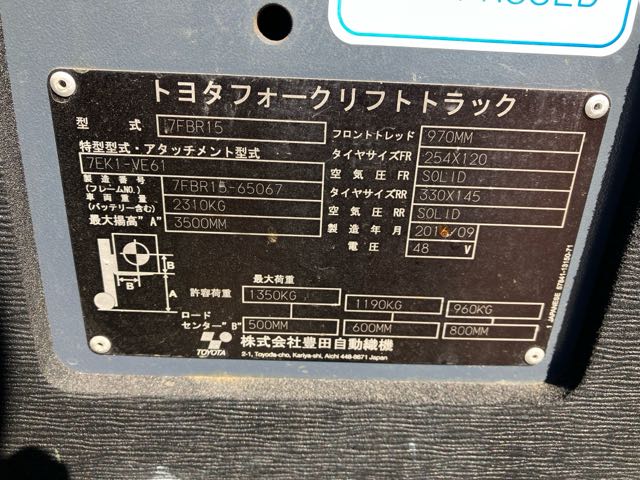 トヨタフォークリフトトラック
型式 7FBR15
特型型式・アタッチメント型式
7EK1-VE61
製造番号
(フレームNO.) 7FBR15-65067
車両重量
(バッテリー含む) 2310KG
最大揚高"A" 3500MM
フロントトレッド 970MM
タイヤサイズFR 254X120
空気圧 FR SOLID
タイヤサイズRR 330X145
空気圧 RR SOLID
製造年月 2016/09
電圧 48 V
B
B
A
最大荷重
許容荷重 1350KG 1190KG 960KG
ロード
センター"B" 500MM 600MM 800MM
TOYOTA
株式会社豊田自動織機
2-1, Toyoda-cho, Kariya-shi, Aichi 448-8671 Japan